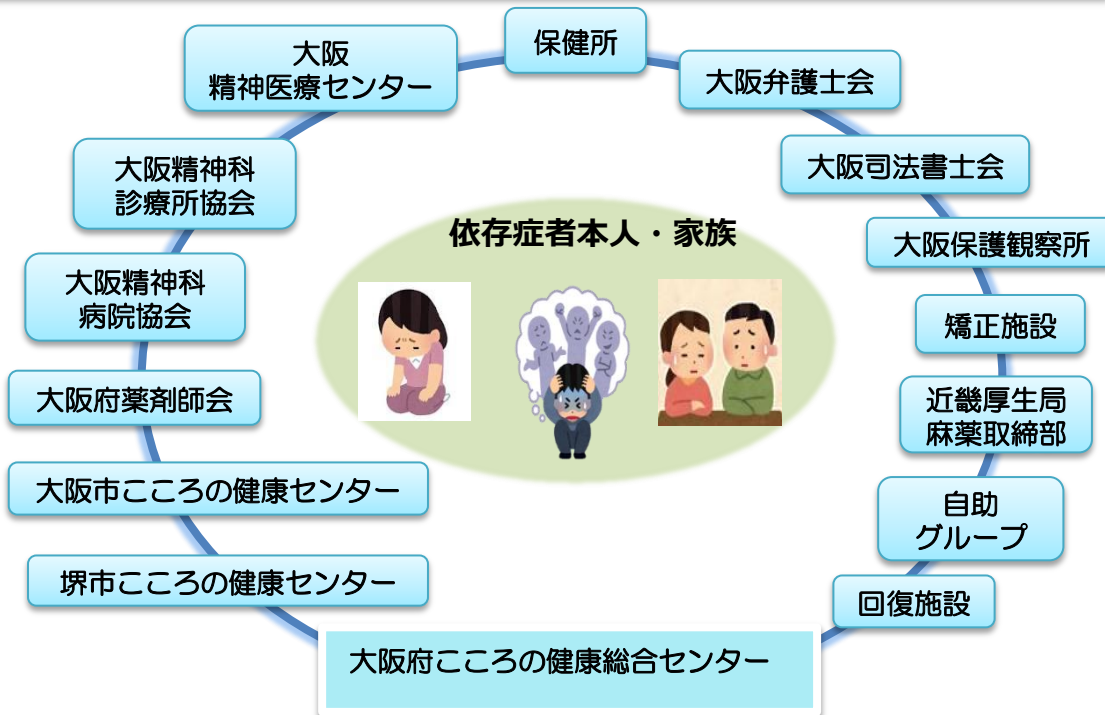 保健所
大阪
精神医療センター
大阪弁護士会
大阪精神科
診療所協会
大阪司法書士会
依存症者本人・家族
大阪保護観察所
大阪精神科
病院協会
矯正施設
大阪府薬剤師会
近畿厚生局
麻薬取締部
大阪市こころの健康センター
自助
グループ
堺市こころの健康センター
回復施設
大阪府こころの健康総合センター